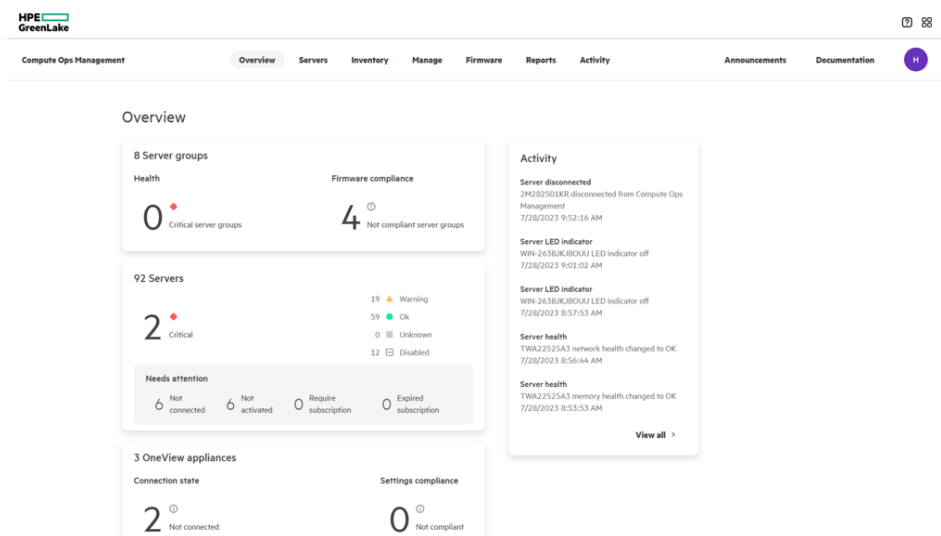 HPE
GreenLake
Compute Ops Management
Overview
Servers
Inventory
Manage
Firmware
Reports
Activity
Announcements
Documentation
H
Overview
8 Server groups
Health
Firmware compliance
0
Critical server groups
4
Not compliant server groups
92 Servers
2
Critical
19 Warning
59 Ok
0 Unknown
12 Disabled
Needs attention
6 Not
connected
6 Not
activated
0 Require
subscription
0 Expired
subscription
3 OneView appliances
Connection state
Settings compliance
2
Not connected
0
Not compliant
Activity
Server disconnected
2M282501KR disconnected from Compute Ops
Management
7/28/2023 9:52:16 AM
Server LED indicator
WIN-263BJKJBOUU LED indicator off
7/28/2023 9:01:02 AM
Server LED indicator
WIN-263BJKJBOUU LED indicator off
7/28/2023 8:57:53 AM
Server health
TWA22525A3 network health changed to OK
7/28/2023 8:56:44 AM
Server health
TWA22525A3 memory health changed to OK
7/28/2023 8:53:53 AM
View all